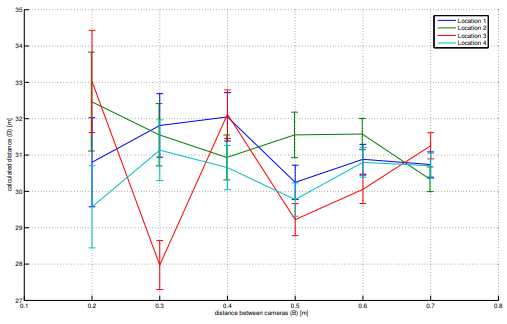 35
34
33
32
31
30
29
28
27
0.1
0.2
0.3
0.4
0.5
0.6
0.7
0.8
calculated distance (D) [m]
distance between cameras (B) [m]
Location 1
Location 2
Location 3
Location 4